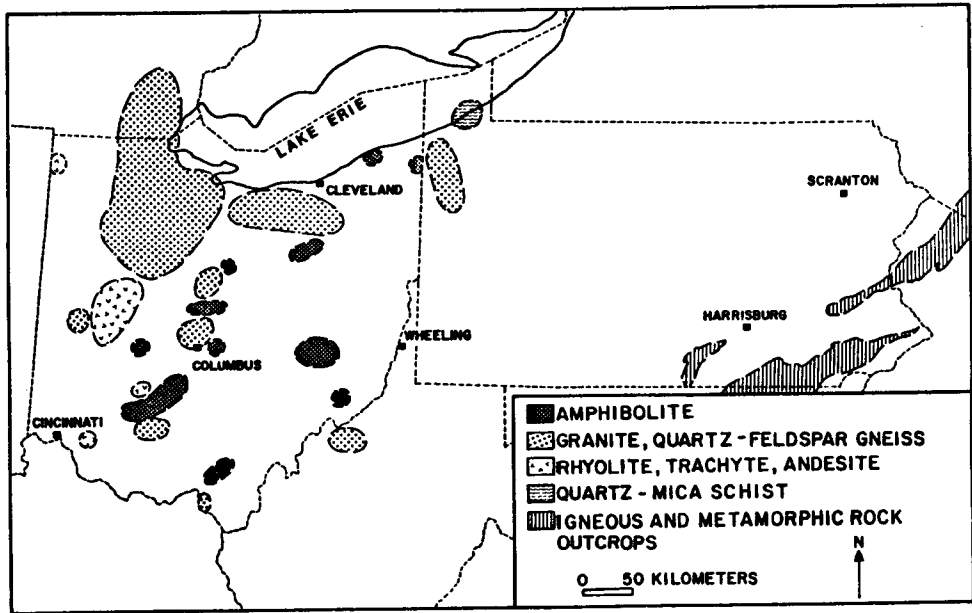 LAKE ERIE
CLEVELAND
SCRANTON
HARRISBURG
WHEELING
COLUMBUS
CINCINNATI
AMPHIBOLITE
GRANITE, QUARTZ-FELDSPAR GNEISS
RHYOLITE, TRACHYTE, ANDESITE
QUARTZ - MICA SCHIST
IGNEOUS AND METAMORPHIC ROCK
OUTCROPS
N
0 50 KILOMETERS